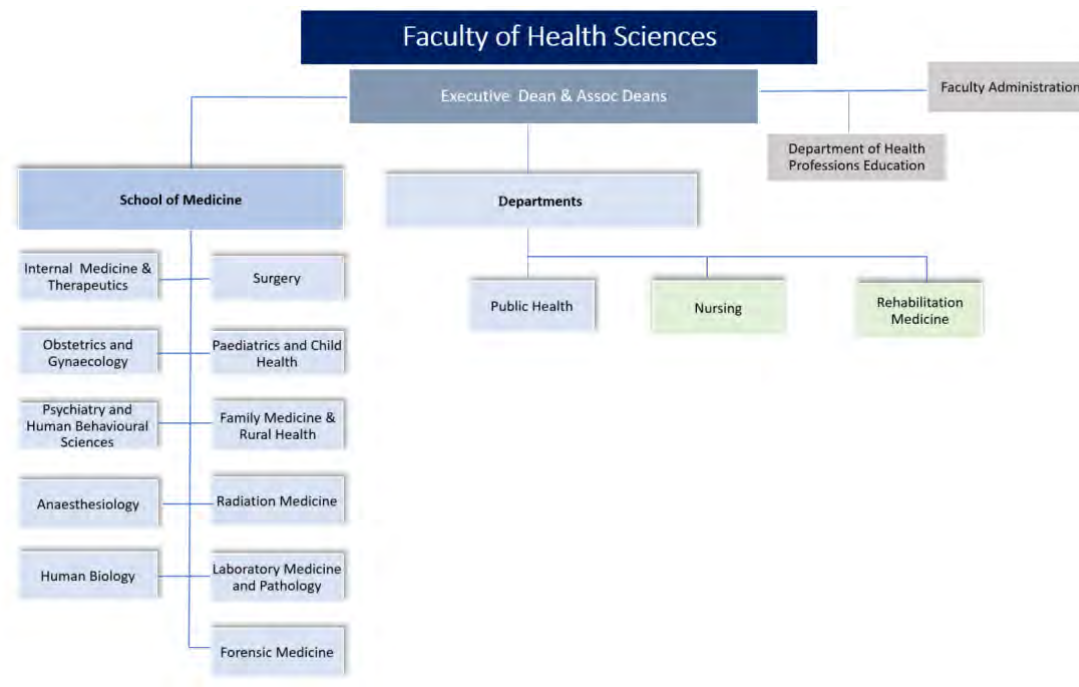 Faculty of Health Sciences
Executive Dean & Assoc Deans
Faculty Administration
Department of Health
Professions Education
School of Medicine
Departments
Internal Medicine &
Therapeutics
Surgery
Public Health
Nursing
Rehabilitation
Medicine
Obstetrics and
Gynaecology
Paediatrics and Child
Health
Psychiatry and
Human Behavioural
Sciences
Family Medicine &
Rural Health
Anaesthesiology
Radiation Medicine
Human Biology
Laboratory Medicine
and Pathology
Forensic Medicine